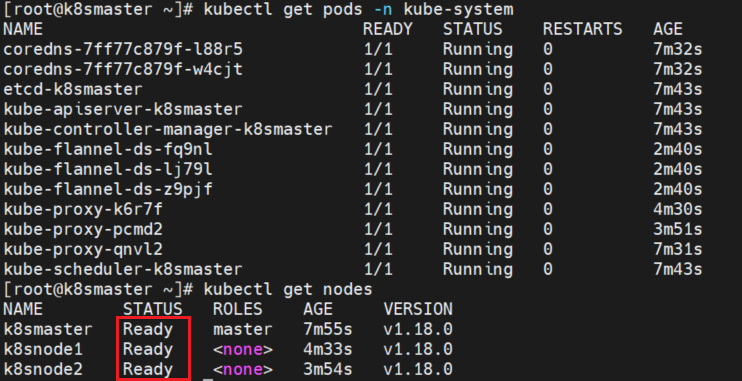 [root@k8smaster ~]# kubectl get pods -n kube-system
NAME READY STATUS RESTARTS AGE
coredns-7ff77c879f-l88r5 1/1 Running 0 7m32s
coredns-7ff77c879f-w4cjt 1/1 Running 0 7m32s
etcd-k8smaster 1/1 Running 0 7m43s
kube-apiserver-k8smaster 1/1 Running 0 7m43s
kube-controller-manager-k8smaster 1/1 Running 0 7m43s
kube-flannel-ds-fq9nl 1/1 Running 0 2m40s
kube-flannel-ds-lj79l 1/1 Running 0 2m40s
kube-flannel-ds-z9pjf 1/1 Running 0 2m40s
kube-proxy-k6r7f 1/1 Running 0 4m30s
kube-proxy-pcmd2 1/1 Running 0 3m51s
kube-proxy-qnvl2 1/1 Running 0 7m31s
kube-scheduler-k8smaster 1/1 Running 0 7m43s
[root@k8smaster ~]# kubectl get nodes
NAME STATUS ROLES AGE VERSION
k8smaster Ready master 7m55s v1.18.0
k8snode1 Ready <none> 4m33s v1.18.0
k8snode2 Ready <none> 3m54s v1.18.0